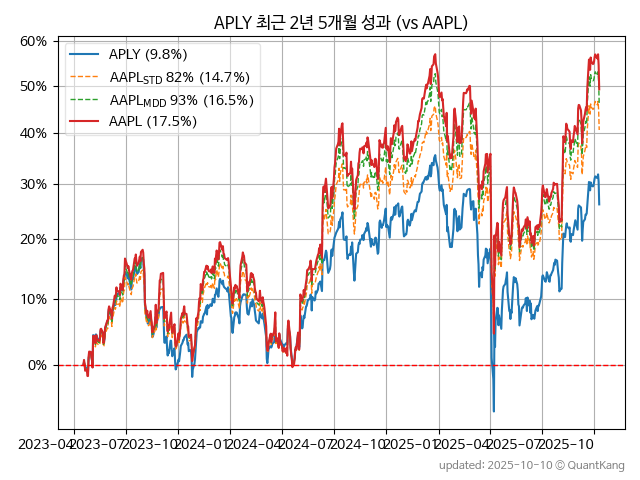 APLY 최근 2년 5개월 성과 (vs AAPL)
60%
50%
40%
30%
20%
10%
0%
APLY (9.8%)
AAPL_STD 82% (14.7%)
AAPL_MDD 93% (16.5%)
AAPL (17.5%)
2023-04 2023-07 2023-10 2024-01 2024-04 2024-07 2024-10 2025-01 2025-04 2025-07 2025-10
updated: 2025-10-10 © QuantKang